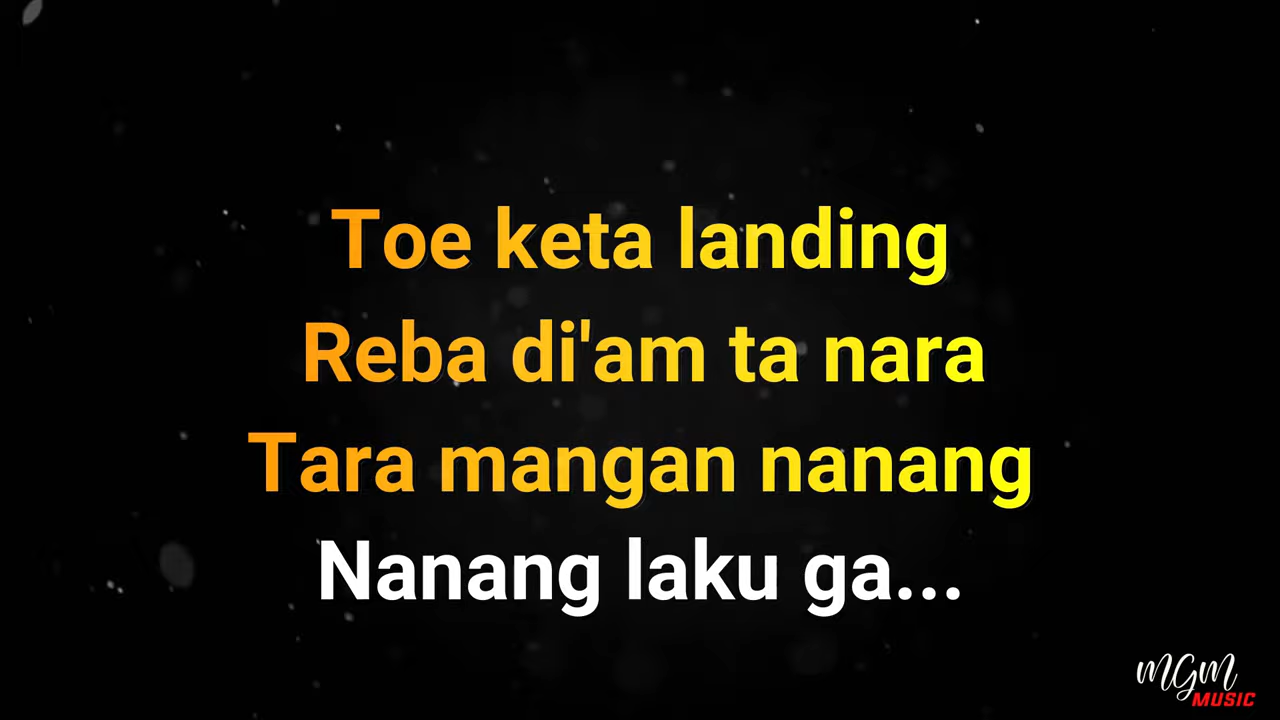 Toe keta landing
Reba di'am ta nara
Tara mangan nanang
Nanang laku ga...
MGM
MUSIC